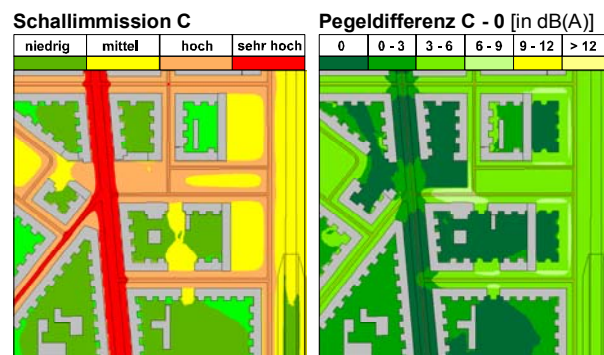 Schallimmission C
niedrig mittel hoch sehr hoch
Pegeldifferenz C - 0 [in dB(A)]
0 0 - 3 3 - 6 6 - 9 9 - 12 > 12